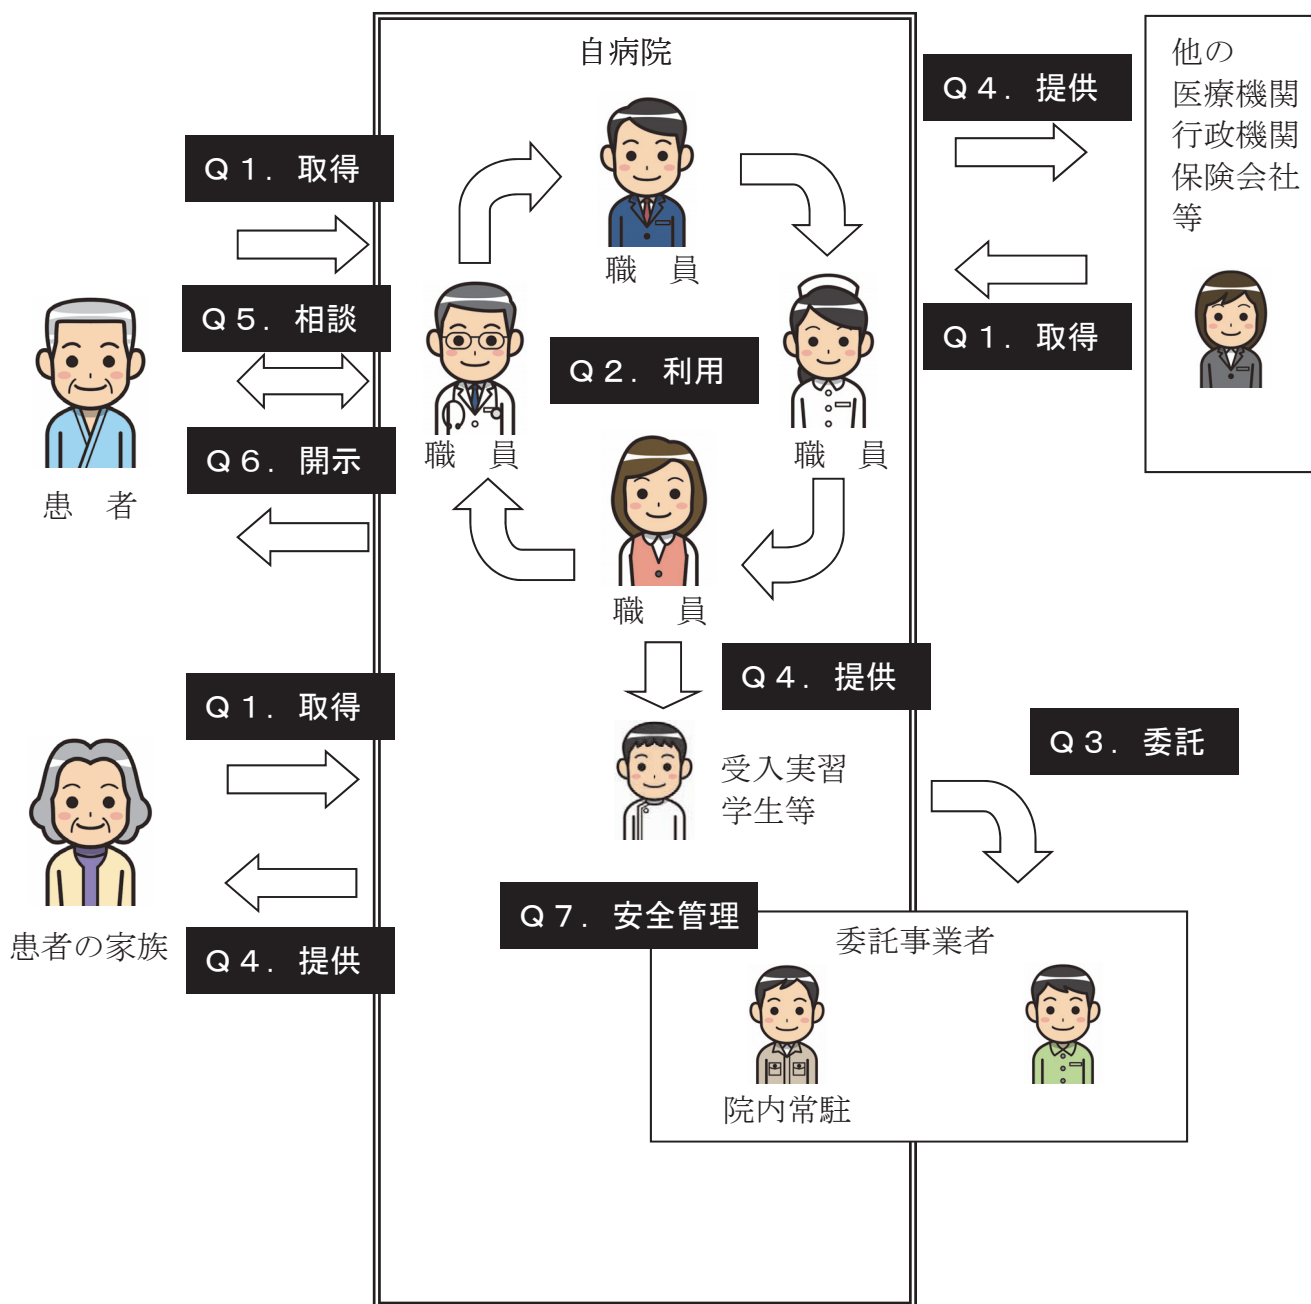 自病院
Ｑ４．提供
他の
医療機関
行政機関
保険会社
等
Ｑ１．取得
職　員
Ｑ５．相談
Ｑ２．利用
Ｑ１．取得
Ｑ６．開示
職　員
職　員
患　者
職　員
Ｑ４．提供
Ｑ１．取得
Ｑ３．委託
受入実習
学生等
Ｑ７．安全管理
患者の家族
Ｑ４．提供
委託事業者
院内常駐